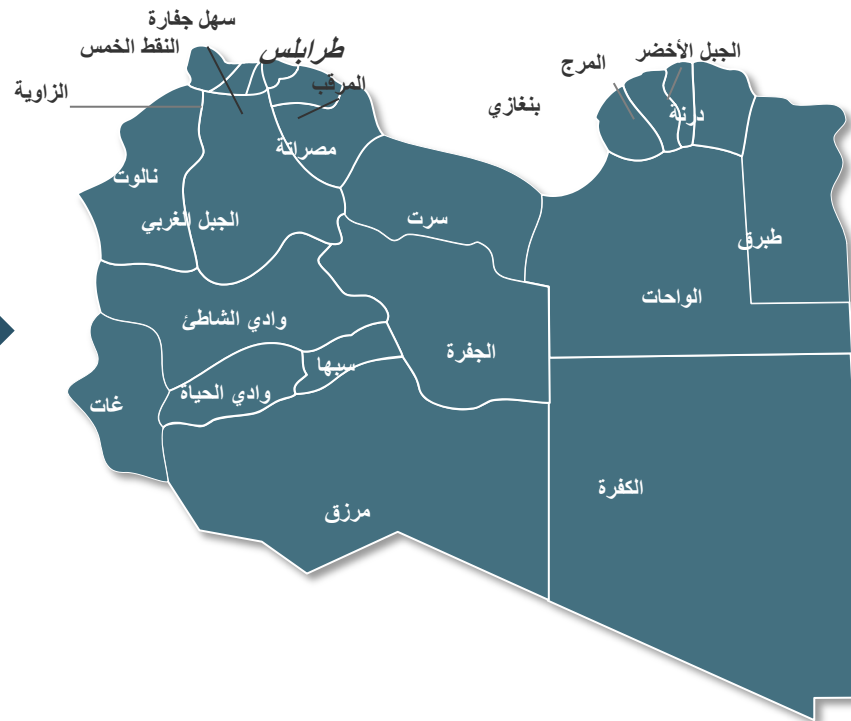 سهل جفارة
النقط الخمس
طرابلس
الجبل الأخضر
المرج
المرقب
الزاوية
بنغازي
درنة
مصراتة
نالوت
الجبل الغربي
سرت
طبرق
الواحات
وادي الشاطئ
الجفرة
سبها
وادي الحياة
غات
الكفرة
مرزق